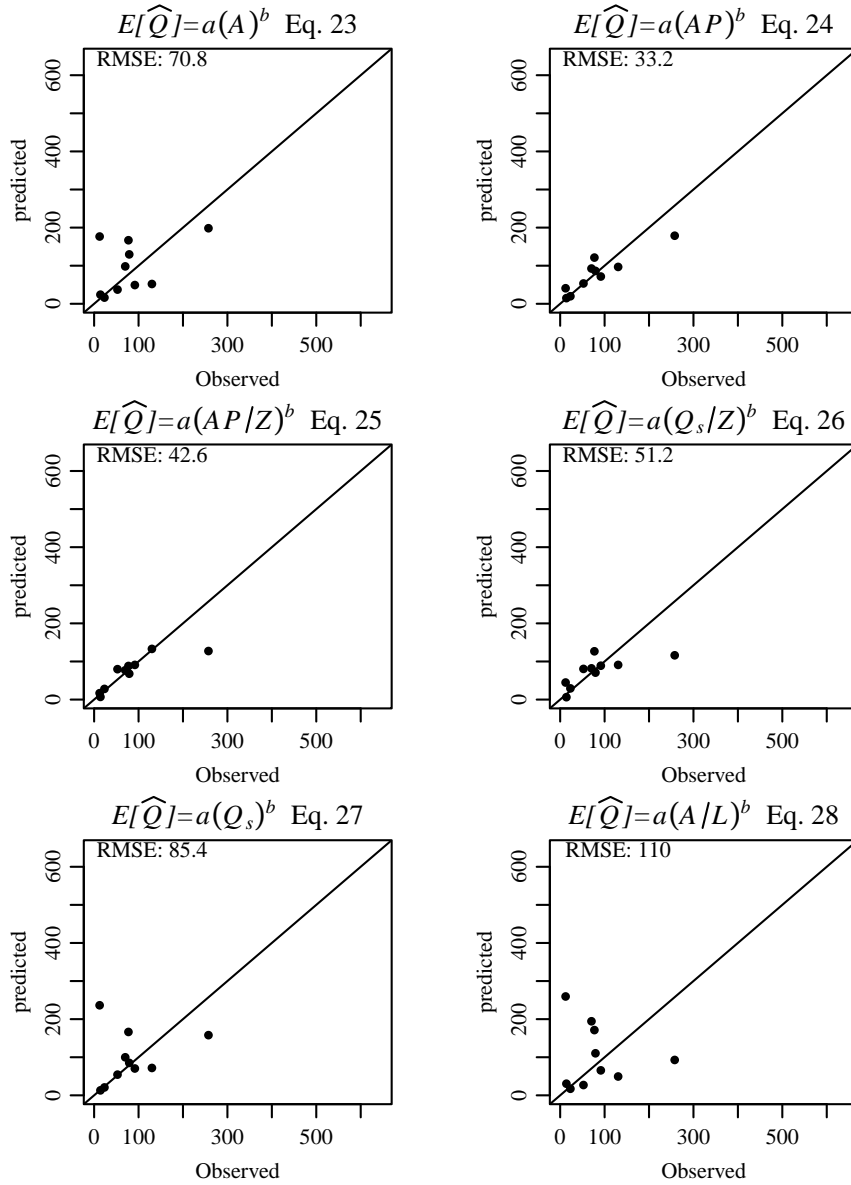 E[Q̂]=a(A)^b Eq. 23
RMSE: 70.8
predicted
0 200 400 600
0 100 300 500
Observed
E[Q̂]=a(AP)^b Eq. 24
RMSE: 33.2
predicted
0 200 400 600
0 100 300 500
Observed
E[Q̂]=a(AP/Z)^b Eq. 25
RMSE: 42.6
predicted
0 200 400 600
0 100 300 500
Observed
E[Q̂]=a(Q_s/Z)^b Eq. 26
RMSE: 51.2
predicted
0 200 400 600
0 100 300 500
Observed
E[Q̂]=a(Q_s)^b Eq. 27
RMSE: 85.4
predicted
0 200 400 600
0 100 300 500
Observed
E[Q̂]=a(A/L)^b Eq. 28
RMSE: 110
predicted
0 200 400 600
0 100 300 500
Observed